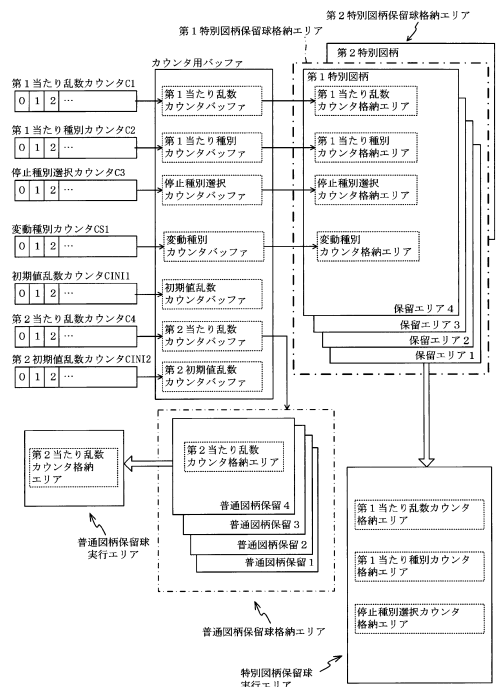 第2特別図柄保留球格納エリア
第1特別図柄保留球格納エリア
第2特別図柄
カウンタ用バッファ
第1特別図柄
第1当たり乱数カウンタC1
0 1 2 …
第1当たり乱数
カウンタバッファ
第1当たり乱数
カウンタ格納エリア
第1当たり種別カウンタC2
0 1 2 …
第1当たり種別
カウンタバッファ
第1当たり種別
カウンタ格納エリア
停止種別選択カウンタC3
0 1 2 …
停止種別選択
カウンタバッファ
停止種別選択
カウンタ格納エリア
変動種別カウンタCS1
0 1 2 …
変動種別
カウンタバッファ
変動種別
カウンタ格納エリア
初期値乱数カウンタCINI1
0 1 2 …
初期値乱数
カウンタバッファ
保留エリア4
保留エリア3
保留エリア2
保留エリア1
第2当たり乱数カウンタC4
0 1 2 …
第2当たり乱数
カウンタバッファ
第2初期値乱数カウンタCINI2
0 1 2 …
第2初期値乱数
カウンタバッファ
第2当たり乱数
カウンタ格納
エリア
普通図柄保留球
実行エリア
第2当たり乱数
カウンタ格納エリア
普通図柄保留4
普通図柄保留3
普通図柄保留2
普通図柄保留1
普通図柄保留球格納エリア
第1当たり乱数カウンタ
格納エリア
第1当たり種別カウンタ
格納エリア
停止種別選択カウンタ
格納エリア
特別図柄保留球
実行エリア